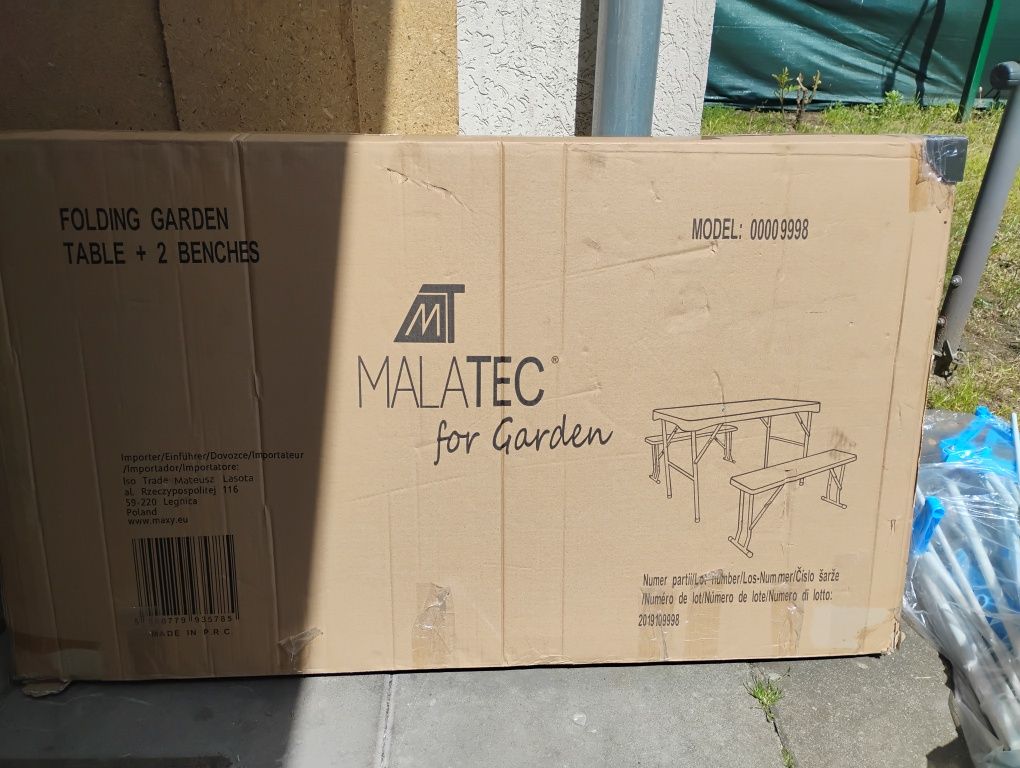 FOLDING GARDEN
TABLE + 2 BENCHES
MODEL: 00009998
MT
MALATEC®
for Garden
Importer/Einführer/Dovozce/Importateur
/Importador/Importatore:
Iso Trade Mateusz Lasota
al. Rzeczypospolitej 116
59-220 Legnica
Poland
www.maxy.eu
935785
MADE IN P.R.C.
Numer partii/Lot number/Los-Nummer/Číslo šarže
/Numéro de lot/Número de lote/Numero di lotto:
2019109998